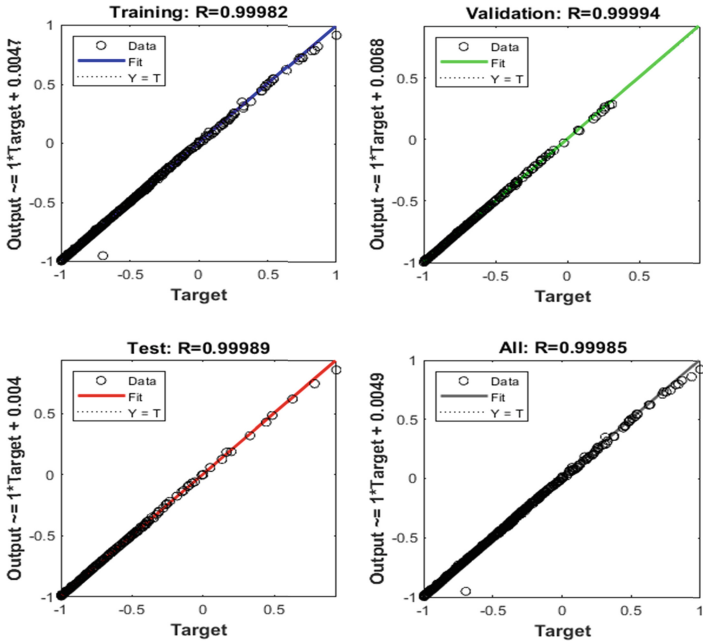 Training: R=0.99982
Output ~= 1*Target + 0.0047
Data
Fit
Y = T
1
0.5
0
-0.5
-1
-1
-0.5
0
0.5
1
Target
Validation: R=0.99994
Output ~= 1*Target + 0.0068
Data
Fit
Y = T
0.5
0
-0.5
-1
-0.5
0
0.5
Target
Test: R=0.99989
Output ~= 1*Target + 0.004
Data
Fit
Y = T
0.5
0
-0.5
-1
-1
-0.5
0
0.5
Target
All: R=0.99985
Output ~= 1*Target + 0.0049
Data
Fit
Y = T
1
0.5
0
-0.5
-1
-1
-0.5
0
0.5
1
Target